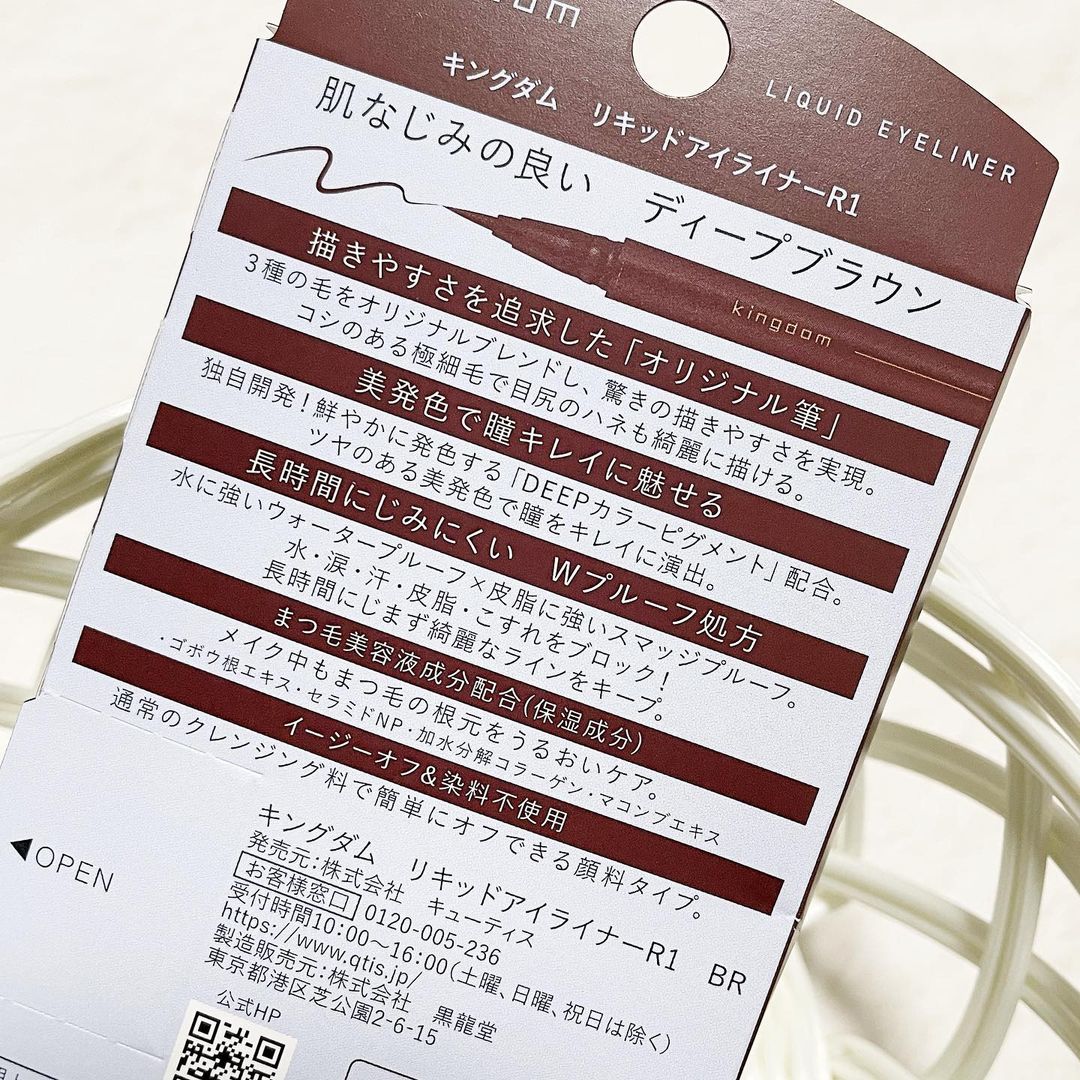 LIQUID EYELINER
キングダム リキッドアイライナーR1
肌なじみの良い ディープブラウン
kingdom
描きやすさを追求した「オリジナル筆」
3種の毛をオリジナルブレンドし、驚きの描きやすさを実現。
コシのある極細毛で目尻のハネも綺麗に描ける。
美発色で瞳キレイに魅せる
独自開発!鮮やかに発色する「DEEPカラーピグメント」配合。
ツヤのある美発色で瞳をキレイに演出。
長時間にじみにくい Wプルーフ処方
水に強いウォータープルーフ×皮脂に強いスマッジプルーフ。
水・涙・汗・皮脂・こすれをブロック!
長時間にじまず綺麗なラインをキープ。
まつ毛美容液成分配合(保湿成分)
メイク中もまつ毛の根元をうるおいケア。
・ゴボウ根エキス・セラミドNP・加水分解コラーゲン・マコンブエキス
イージーオフ&染料不使用
通常のクレンジング料で簡単にオフできる顔料タイプ。
キングダム リキッドアイライナーR1 BR
発売元:株式会社 キューティス
お客様窓口 0120-005-236
受付時間10:00〜16:00(土曜、日曜、祝日は除く)
https://www.qtis.jp/
製造販売元:株式会社 黒龍堂
東京都港区芝公園2-6-15
公式HP
◀OPEN